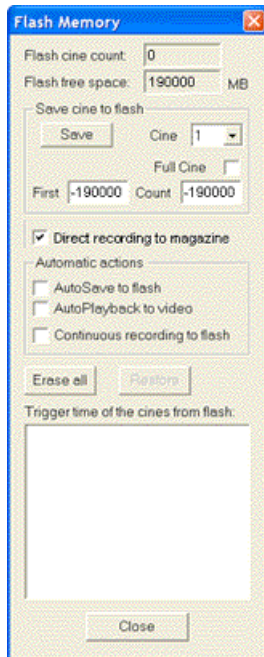 Flash Memory
Flash cine count: 0
Flash free space: 190000 MB
Save cine to flash
Save Cine 1
Full Cine
First -190000 Count -190000
Direct recording to magazine
Automatic actions
AutoSave to flash
AutoPlayback to video
Continuous recording to flash
Erase all Restore
Trigger time of the cines from flash:
Close